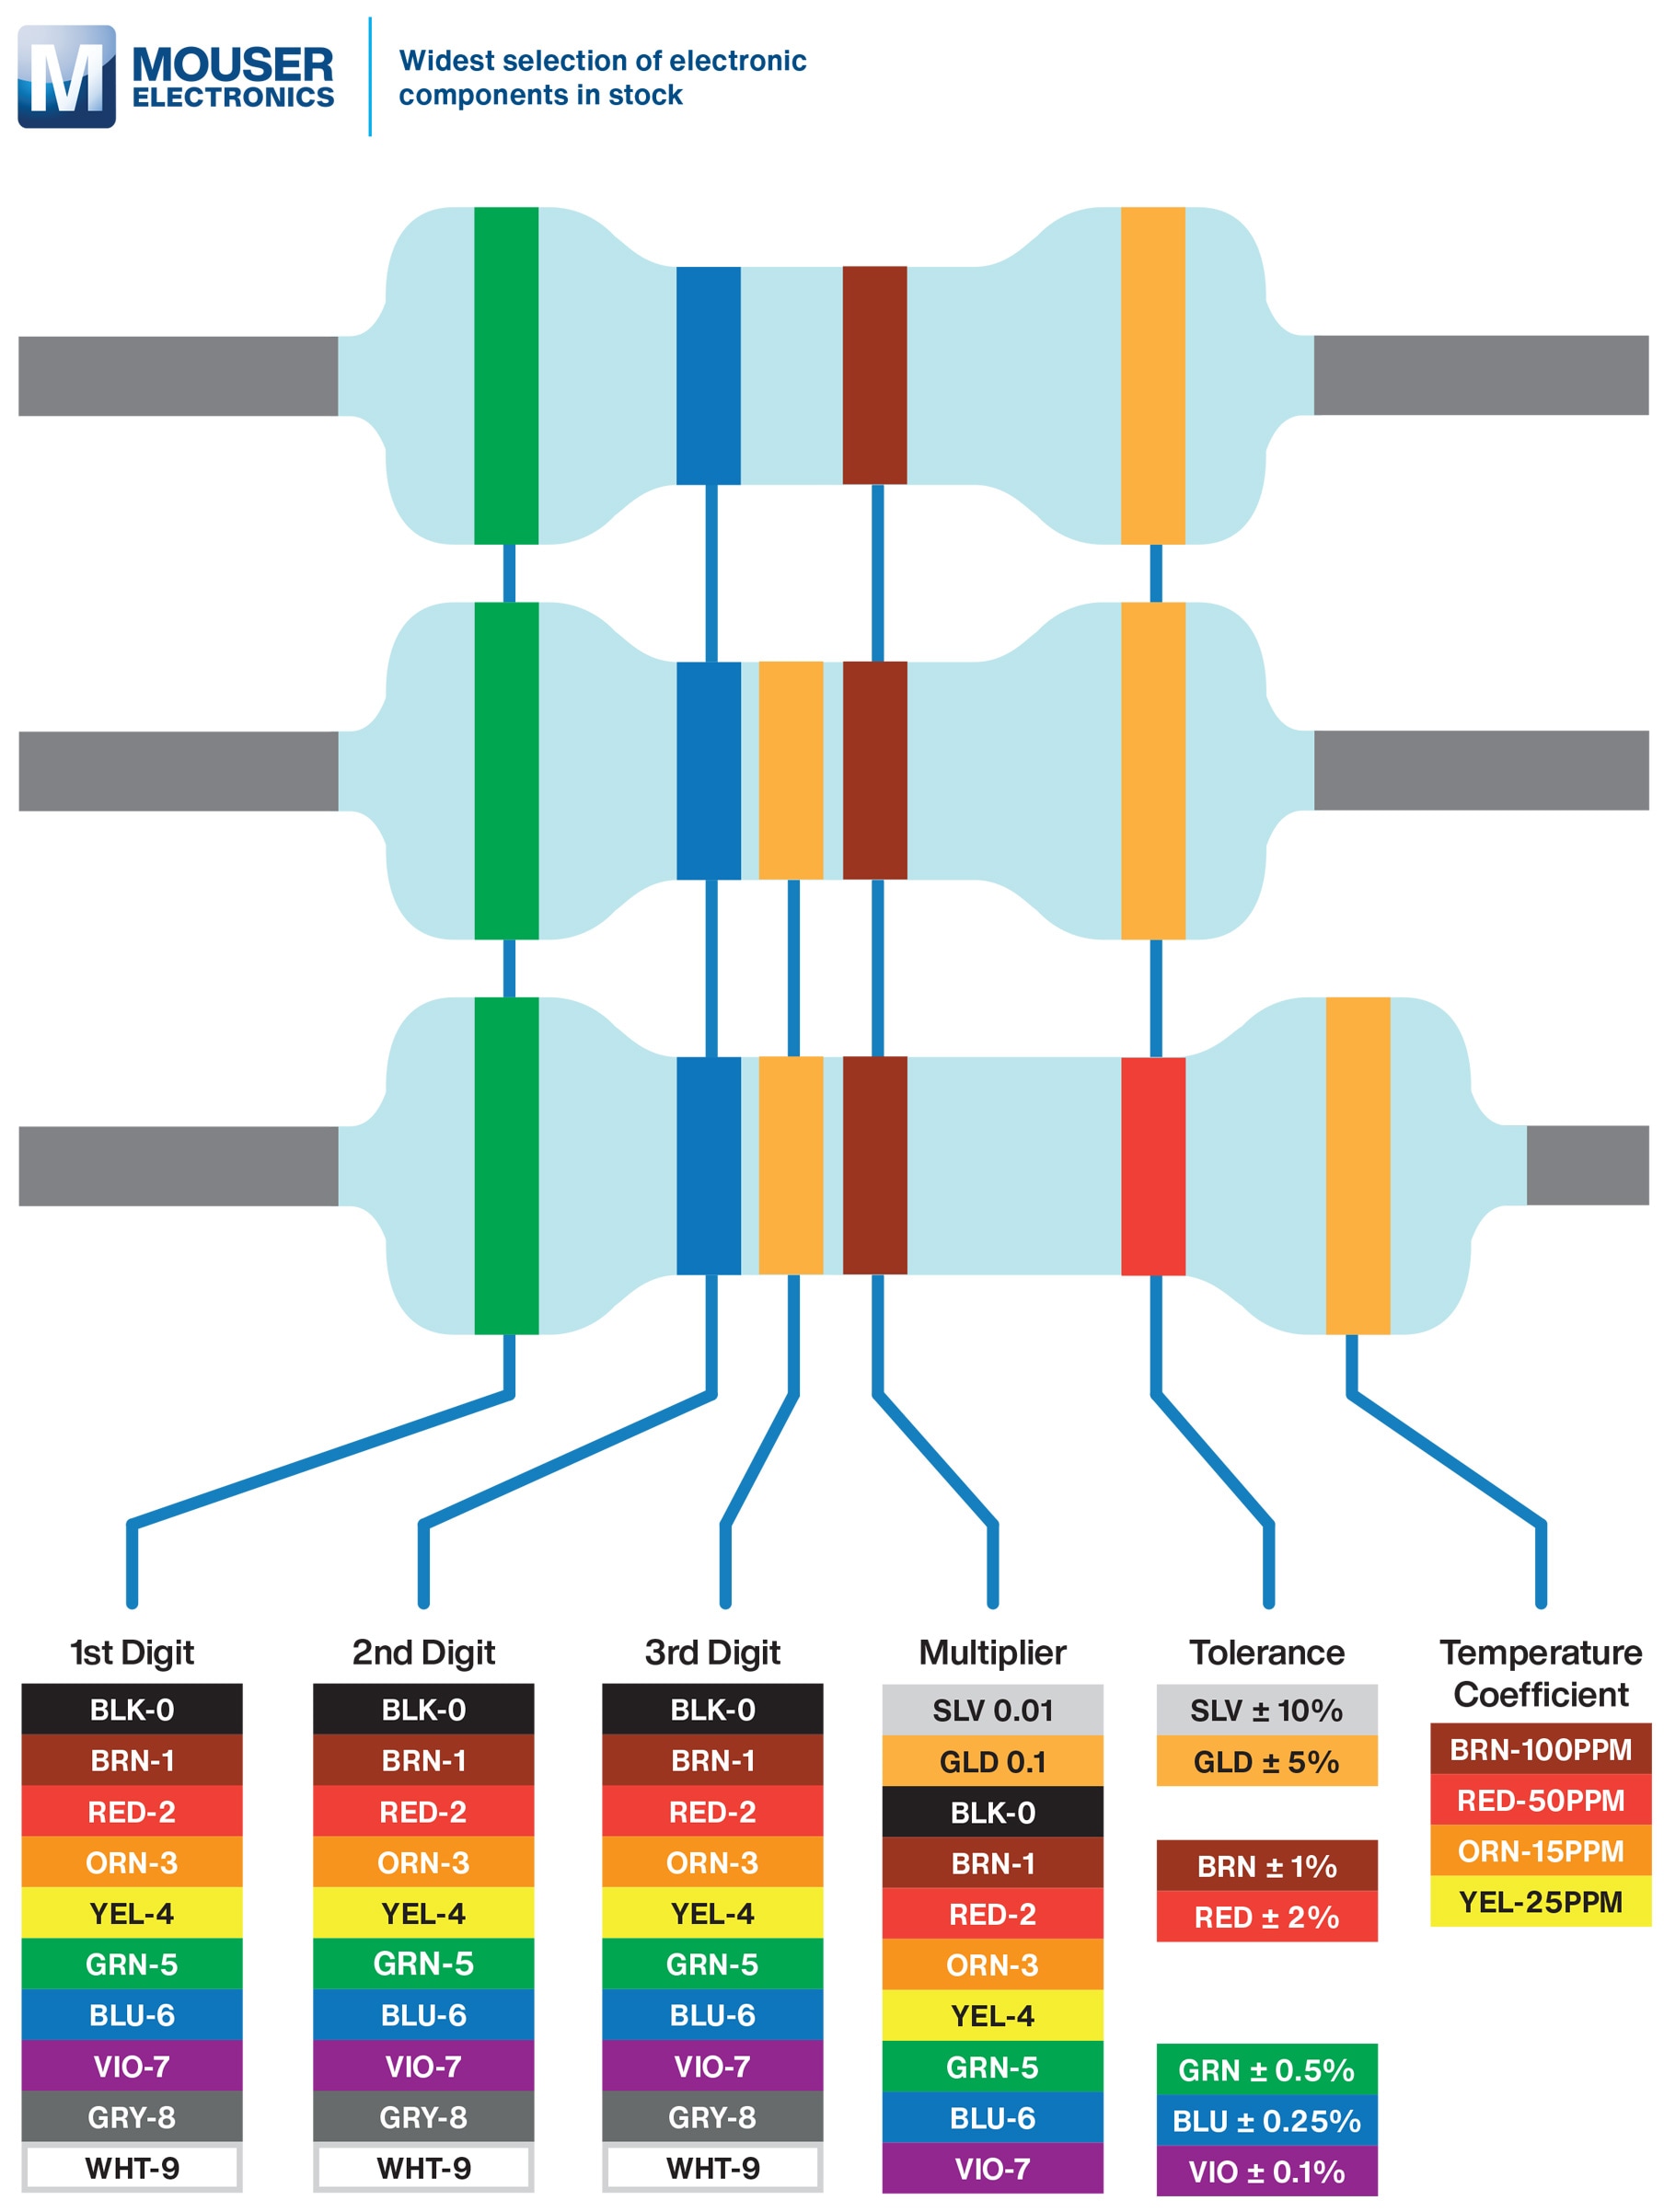 MOUSER
ELECTRONICS
Widest selection of electronic
components in stock
1st Digit
BLK-0
BRN-1
RED-2
ORN-3
YEL-4
GRN-5
BLU-6
VIO-7
GRY-8
WHT-9
2nd Digit
BLK-0
BRN-1
RED-2
ORN-3
YEL-4
GRN-5
BLU-6
VIO-7
GRY-8
WHT-9
3rd Digit
BLK-0
BRN-1
RED-2
ORN-3
YEL-4
GRN-5
BLU-6
VIO-7
GRY-8
WHT-9
Multiplier
SLV 0.01
GLD 0.1
BLK-0
BRN-1
RED-2
ORN-3
YEL-4
GRN-5
BLU-6
VIO-7
Tolerance
SLV ± 10%
GLD ± 5%
BRN ± 1%
RED ± 2%
GRN ± 0.5%
BLU ± 0.25%
VIO ± 0.1%
Temperature
Coefficient
BRN-100PPM
RED-50PPM
ORN-15PPM
YEL-25PPM